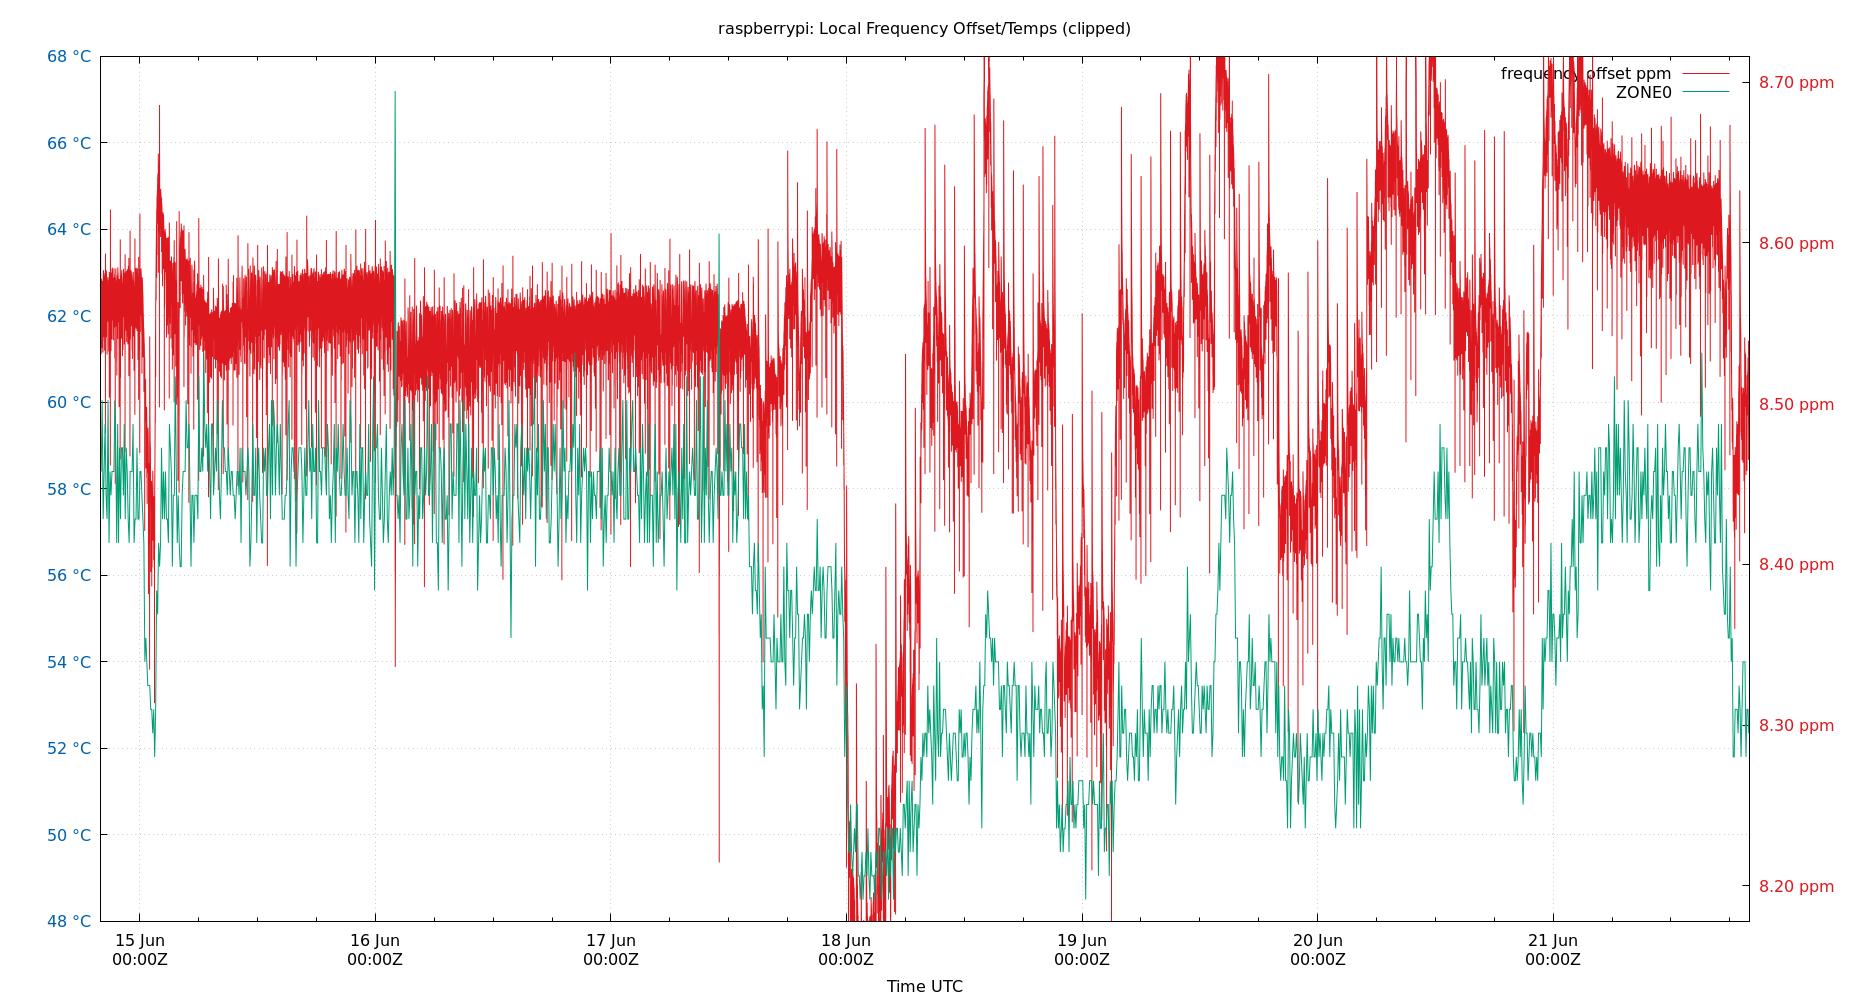 raspberrypi: Local Frequency Offset/Temps (clipped)
frequency offset ppm
ZONE0
68 °C
66 °C
64 °C
62 °C
60 °C
58 °C
56 °C
54 °C
52 °C
50 °C
48 °C
8.70 ppm
8.60 ppm
8.50 ppm
8.40 ppm
8.30 ppm
8.20 ppm
15 Jun 16 Jun 17 Jun 18 Jun 19 Jun 20 Jun 21 Jun
00:00Z 00:00Z 00:00Z 00:00Z 00:00Z 00:00Z 00:00Z
Time UTC